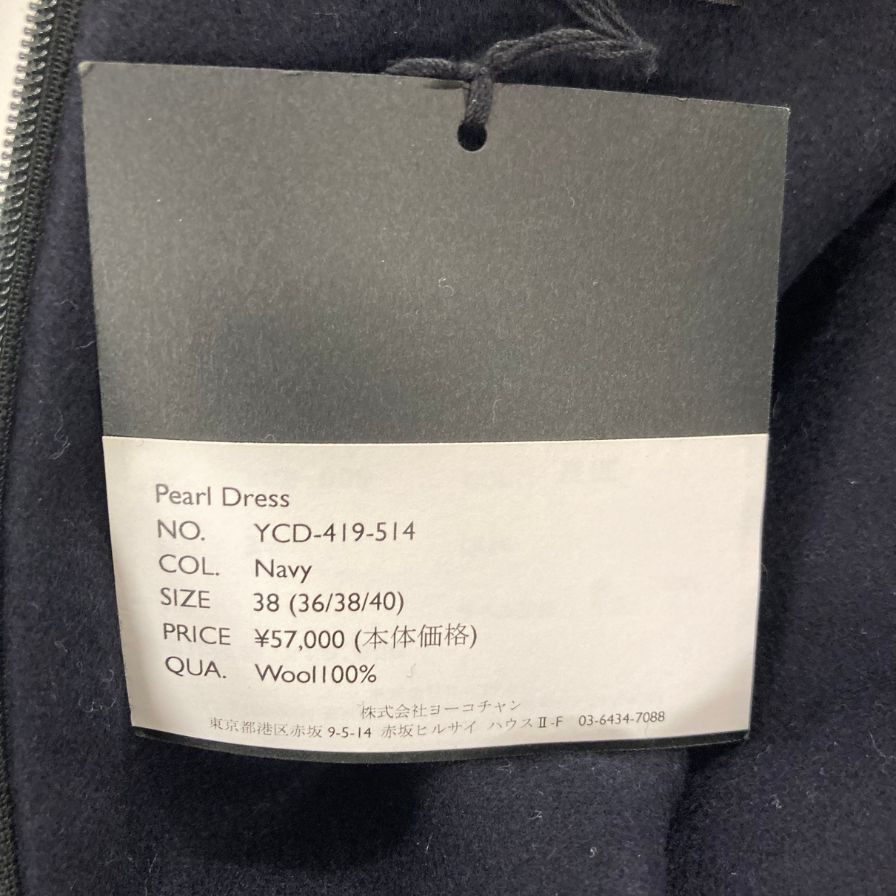 Pearl Dress
NO. YCD-419-514
COL. Navy
SIZE 38 (36/38/40)
PRICE ¥57,000 (本体価格)
QUA. Wool100%
株式会社ヨーコチャン
東京都港区赤坂 9-5-14 赤坂ヒルサイ ハウスⅡ-F 03-6434-7088